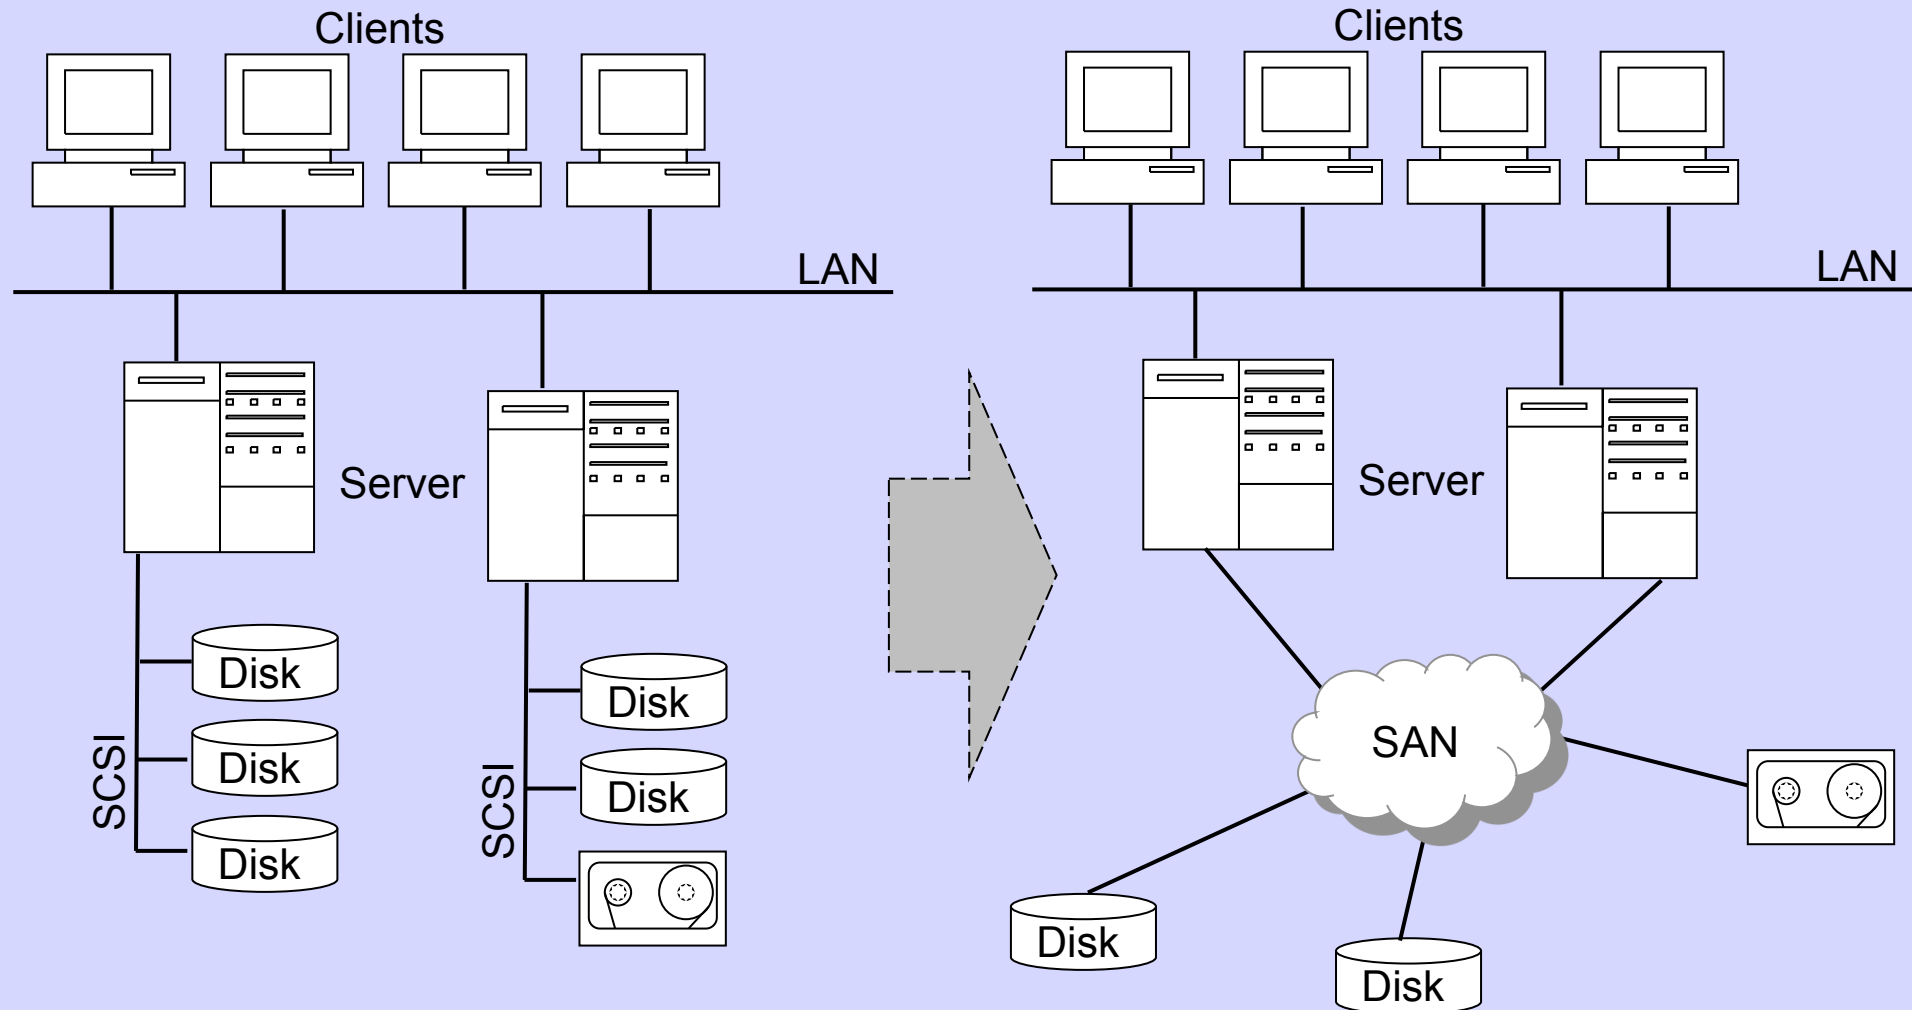 Clients
LAN
Server
SCSI
Disk
Disk
Disk
SCSI
Disk
Disk
Clients
LAN
Server
SAN
Disk
Disk